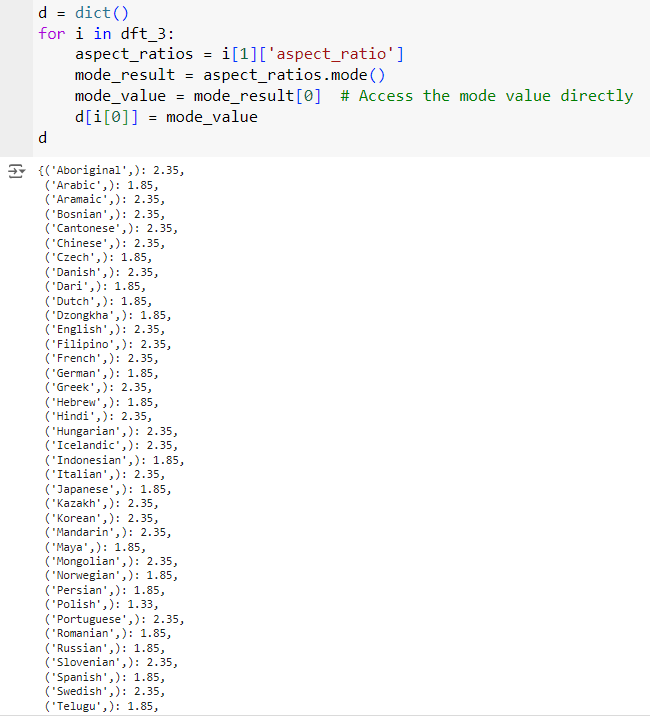 d = dict()
for i in dft_3:
    aspect_ratios = i[1]['aspect_ratio']
    mode_result = aspect_ratios.mode()
    mode_value = mode_result[0]  # Access the mode value directly
    d[i[0]] = mode_value
d
{('Aboriginal',): 2.35,
 ('Arabic',): 1.85,
 ('Aramaic',): 2.35,
 ('Bosnian',): 2.35,
 ('Cantonese',): 2.35,
 ('Chinese',): 2.35,
 ('Czech',): 1.85,
 ('Danish',): 2.35,
 ('Dari',): 1.85,
 ('Dutch',): 1.85,
 ('Dzongkha',): 1.85,
 ('English',): 2.35,
 ('Filipino',): 2.35,
 ('French',): 2.35,
 ('German',): 1.85,
 ('Greek',): 2.35,
 ('Hebrew',): 1.85,
 ('Hindi',): 2.35,
 ('Hungarian',): 2.35,
 ('Icelandic',): 2.35,
 ('Indonesian',): 1.85,
 ('Italian',): 2.35,
 ('Japanese',): 1.85,
 ('Kazakh',): 2.35,
 ('Korean',): 2.35,
 ('Mandarin',): 2.35,
 ('Maya',): 1.85,
 ('Mongolian',): 2.35,
 ('Norwegian',): 1.85,
 ('Persian',): 1.85,
 ('Polish',): 1.33,
 ('Portuguese',): 2.35,
 ('Romanian',): 1.85,
 ('Russian',): 1.85,
 ('Slovenian',): 2.35,
 ('Spanish',): 1.85,
 ('Swedish',): 2.35,
 ('Telugu',): 1.85,